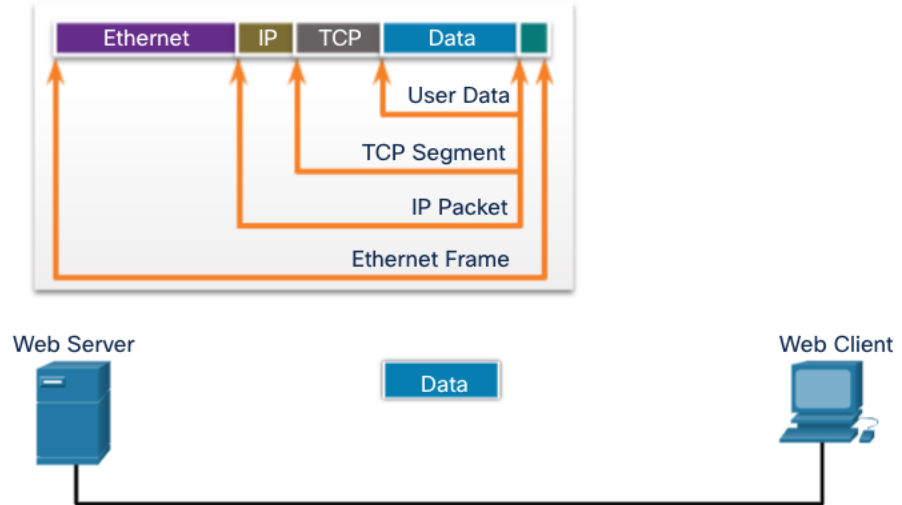 Ethernet IP TCP Data
User Data
TCP Segment
IP Packet
Ethernet Frame
Web Server Web Client
Data